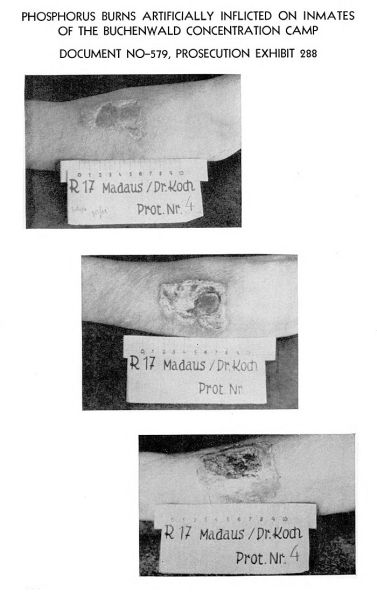 PHOSPHORUS BURNS ARTIFICIALLY INFLICTED ON INMATES
OF THE BUCHENWALD CONCENTRATION CAMP
DOCUMENT NO–579, PROSECUTION EXHIBIT 288
0 1 2 3 4 5 6 7 8 9 10
R 17 Madaus / Dr. Koch
Prot. Nr. 4
0 1 2 3 4 5 6 7 8 9 10
R 17 Madaus / Dr. Koch
Prot. Nr.
0 1 2 3 4 5 6 7 8 9 10
R 17 Madaus / Dr. Koch
Prot. Nr. 4